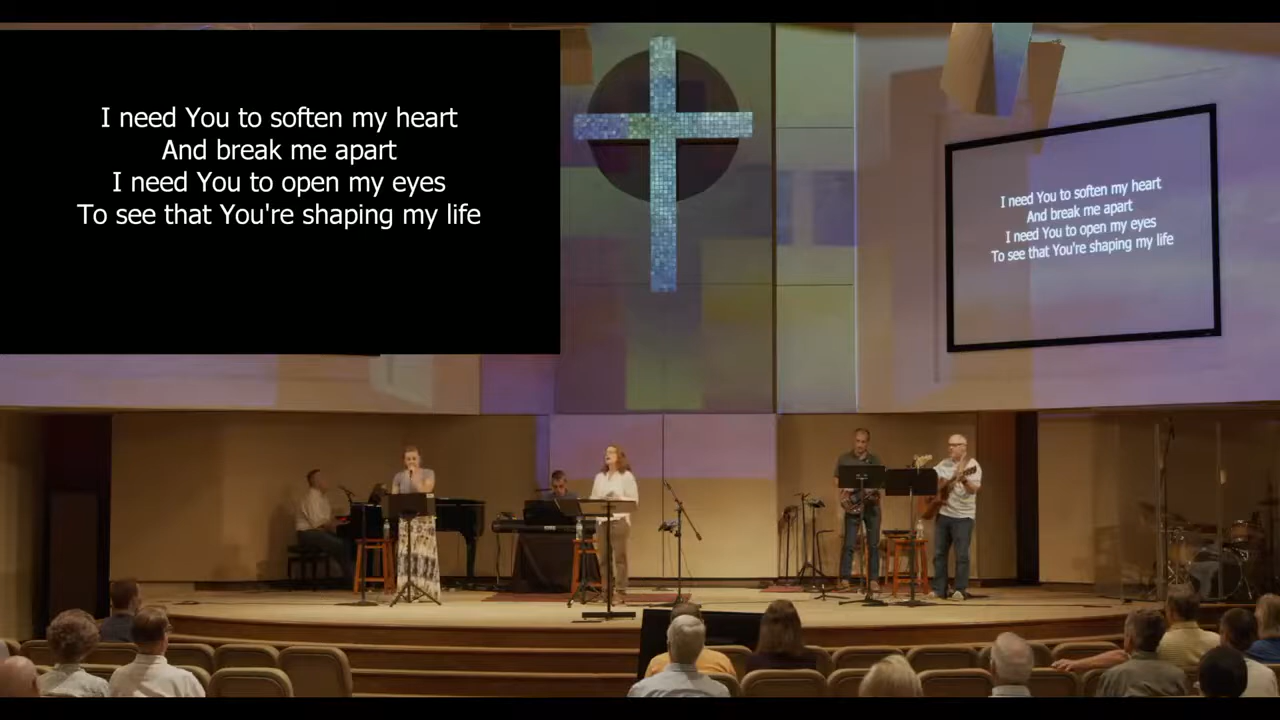 I need You to soften my heart
And break me apart
I need You to open my eyes
To see that You're shaping my life
I need You to soften my heart
And break me apart
I need You to open my eyes
To see that You're shaping my life